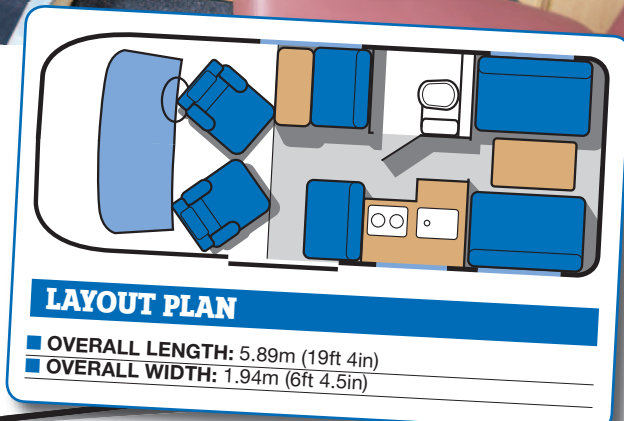 LAYOUT PLAN
OVERALL LENGTH: 5.89m (19ft 4in)
OVERALL WIDTH: 1.94m (6ft 4.5in)